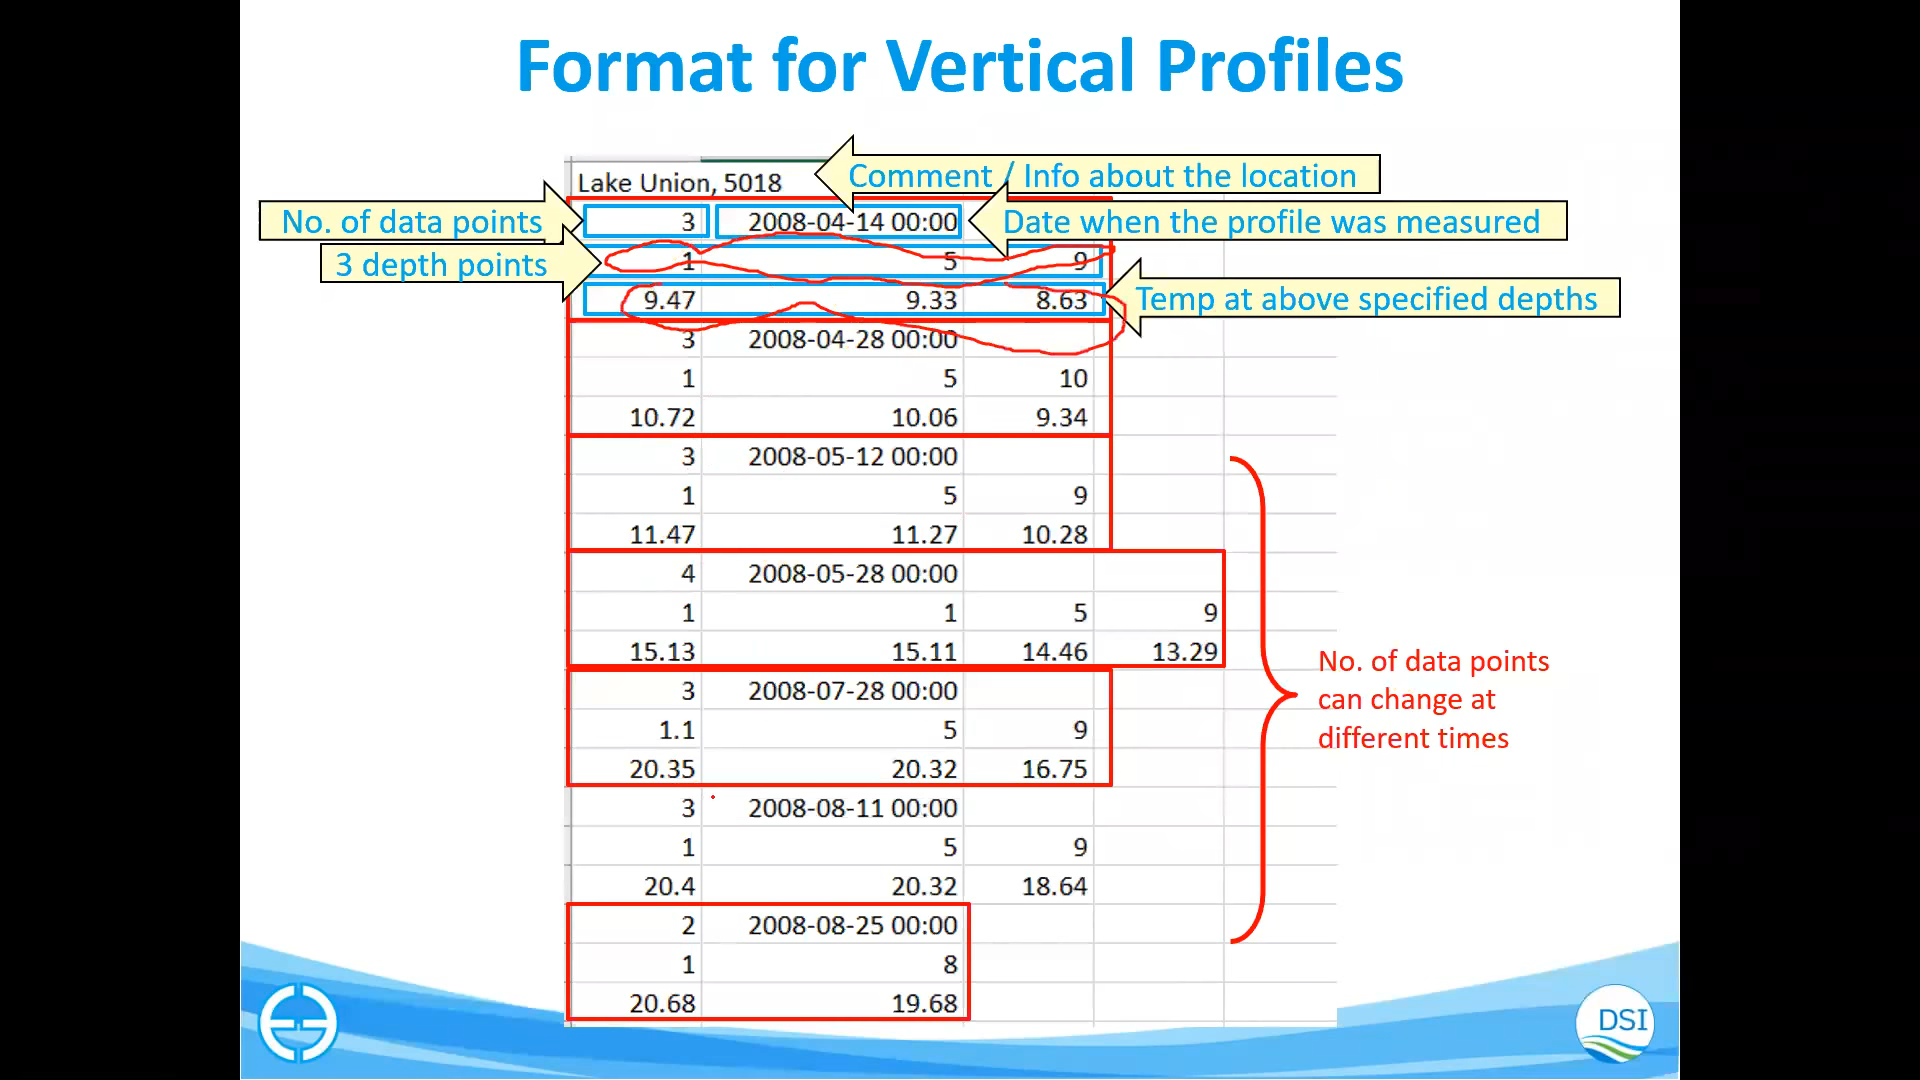 Format for Vertical Profiles
Lake Union, 5018
Comment / Info about the location
No. of data points
3 2008-04-14 00:00
Date when the profile was measured
3 depth points
1 5 9
9.47 9.33 8.63
Temp at above specified depths
3 2008-04-28 00:00
1 5 10
10.72 10.06 9.34
3 2008-05-12 00:00
1 5 9
11.47 11.27 10.28
4 2008-05-28 00:00
1 1 5 9
15.13 15.11 14.46 13.29
3 2008-07-28 00:00
1.1 5 9
20.35 20.32 16.75
No. of data points
can change at
different times
3 2008-08-11 00:00
1 5 9
20.4 20.32 18.64
2 2008-08-25 00:00
1 8
20.68 19.68
DSI